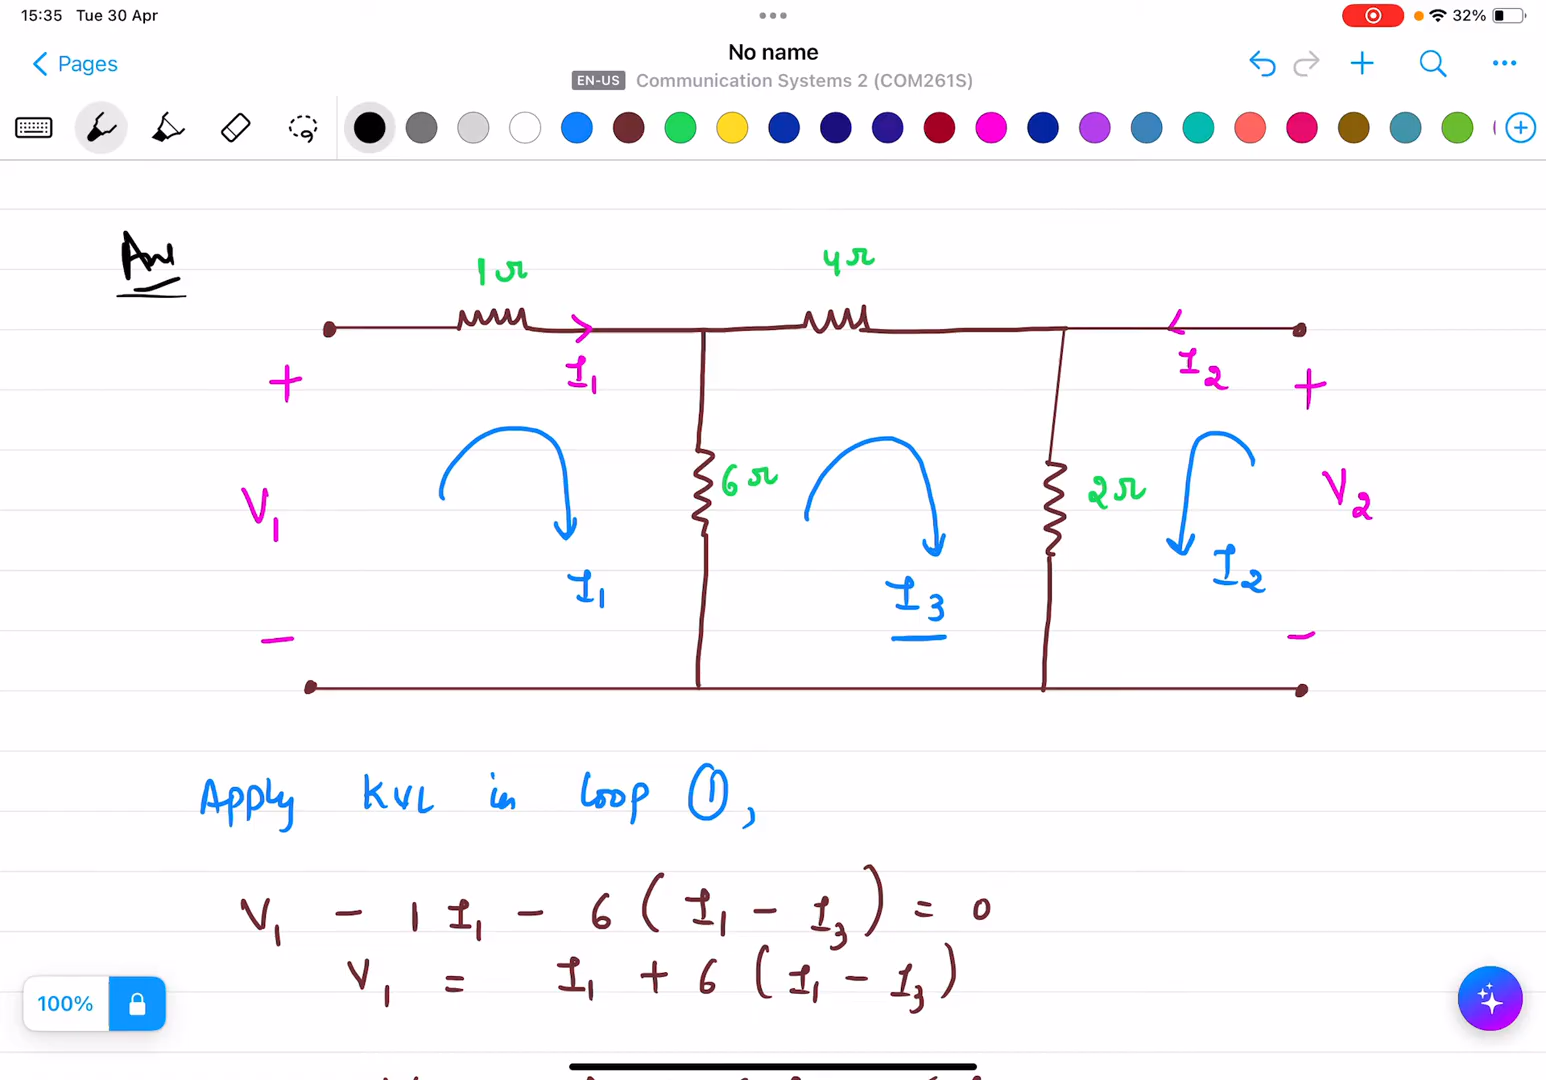 15:35 Tue 30 Apr
32%
Pages
No name
EN-US Communication Systems 2 (COM261S)
Ans
1Ω
4Ω
I₁
I₂
+
+
V₁
6Ω
2Ω
V₂
I₁
I₃
I₂
−
−
Apply KVL in loop ①,
V₁ − 1 I₁ − 6 ( I₁ − I₃ ) = 0
V₁ = I₁ + 6 ( I₁ − I₃ )
100%